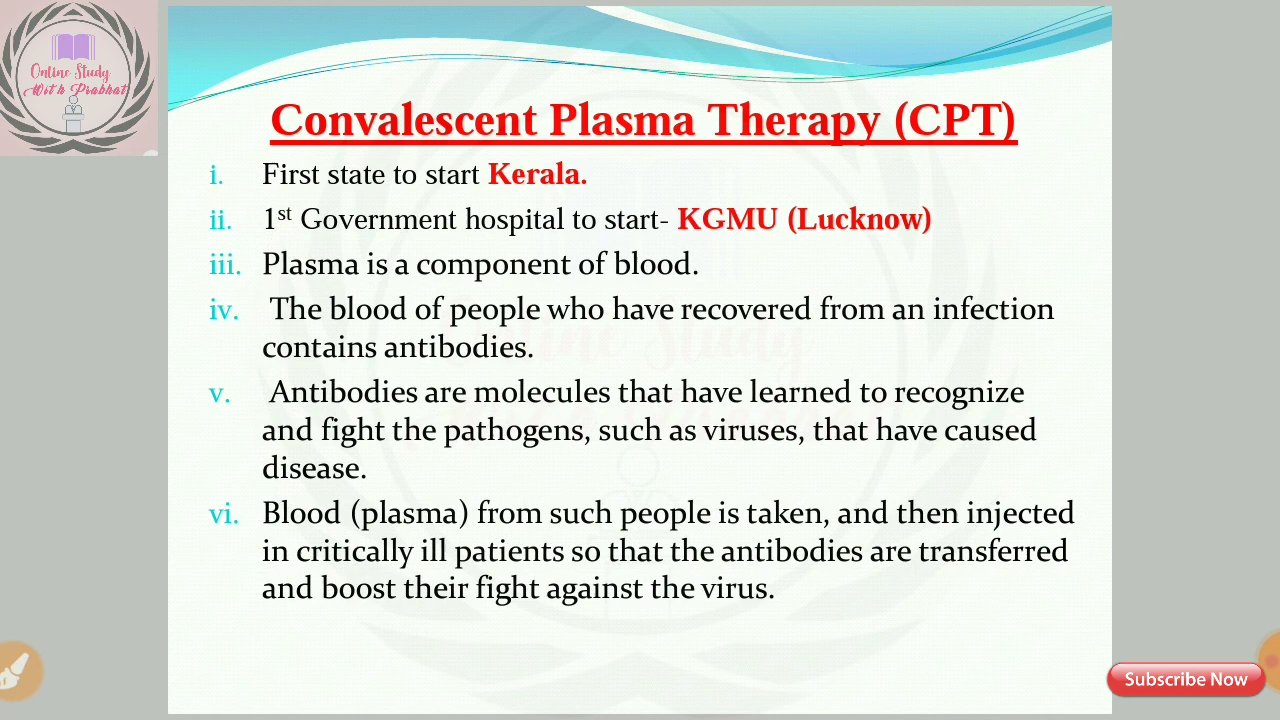 Online Study
With Prabhat
Convalescent Plasma Therapy (CPT)
i. First state to start Kerala.
ii. 1st Government hospital to start- KGMU (Lucknow)
iii. Plasma is a component of blood.
iv. The blood of people who have recovered from an infection
contains antibodies.
v. Antibodies are molecules that have learned to recognize
and fight the pathogens, such as viruses, that have caused
disease.
vi. Blood (plasma) from such people is taken, and then injected
in critically ill patients so that the antibodies are transferred
and boost their fight against the virus.
Subscribe Now